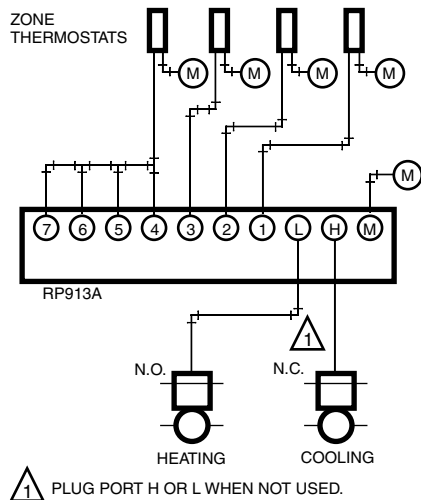 ZONE
THERMOSTATS
M M M M
M
7 6 5 4 3 2 1 L H M
RP913A
1
N.O. N.C.
HEATING COOLING
1 PLUG PORT H OR L WHEN NOT USED.